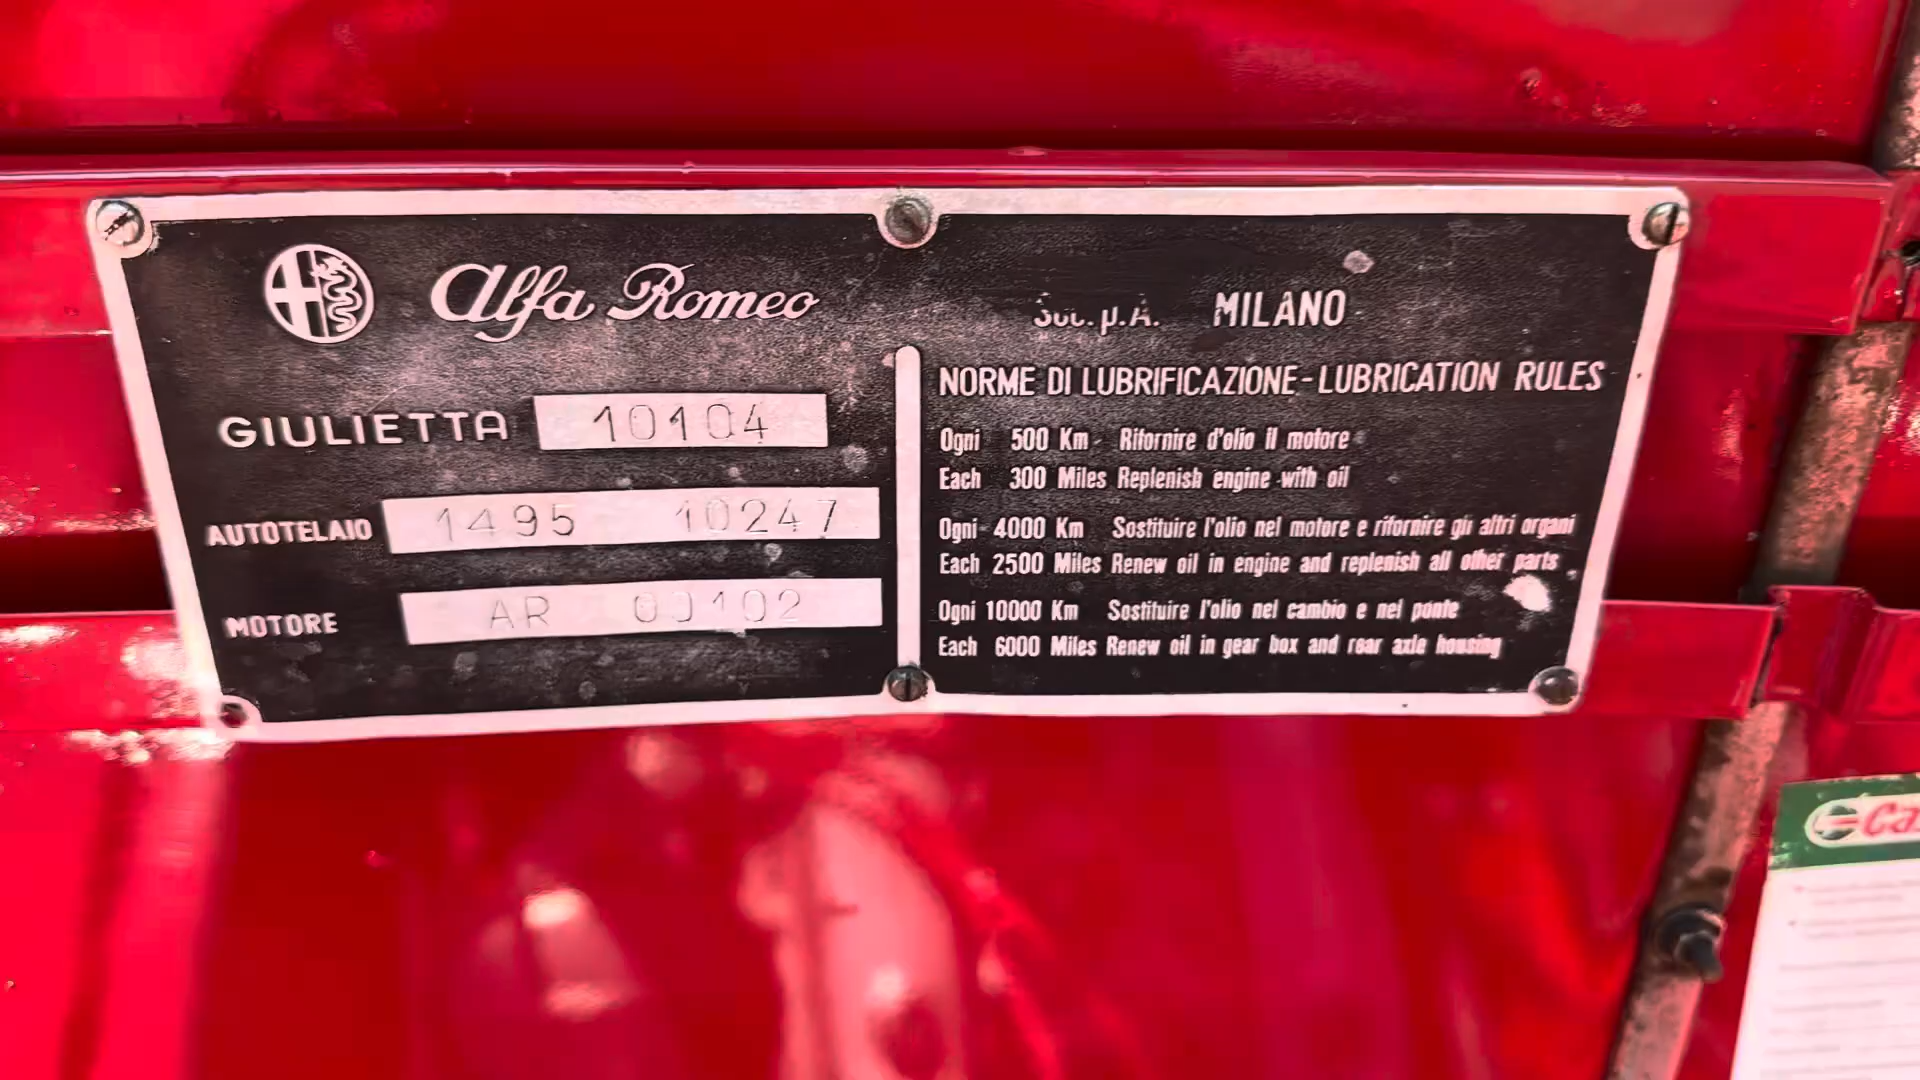 Alfa Romeo
GIULIETTA 10104
AUTOTELAIO 1495 10247
MOTORE AR 00102
Soc.p.A. MILANO
NORME DI LUBRIFICAZIONE-LUBRICATION RULES
Ogni 500 Km- Rifornire d'olio il motore
Each 300 Miles Replenish engine with oil
Ogni 4000 Km Sostituire l'olio nel motore e rifornire gli altri organi
Each 2500 Miles Renew oil in engine and replenish all other parts
Ogni 10000 Km Sostituire l'olio nel cambio e nel ponte
Each 6000 Miles Renew oil in gear box and rear axle housing